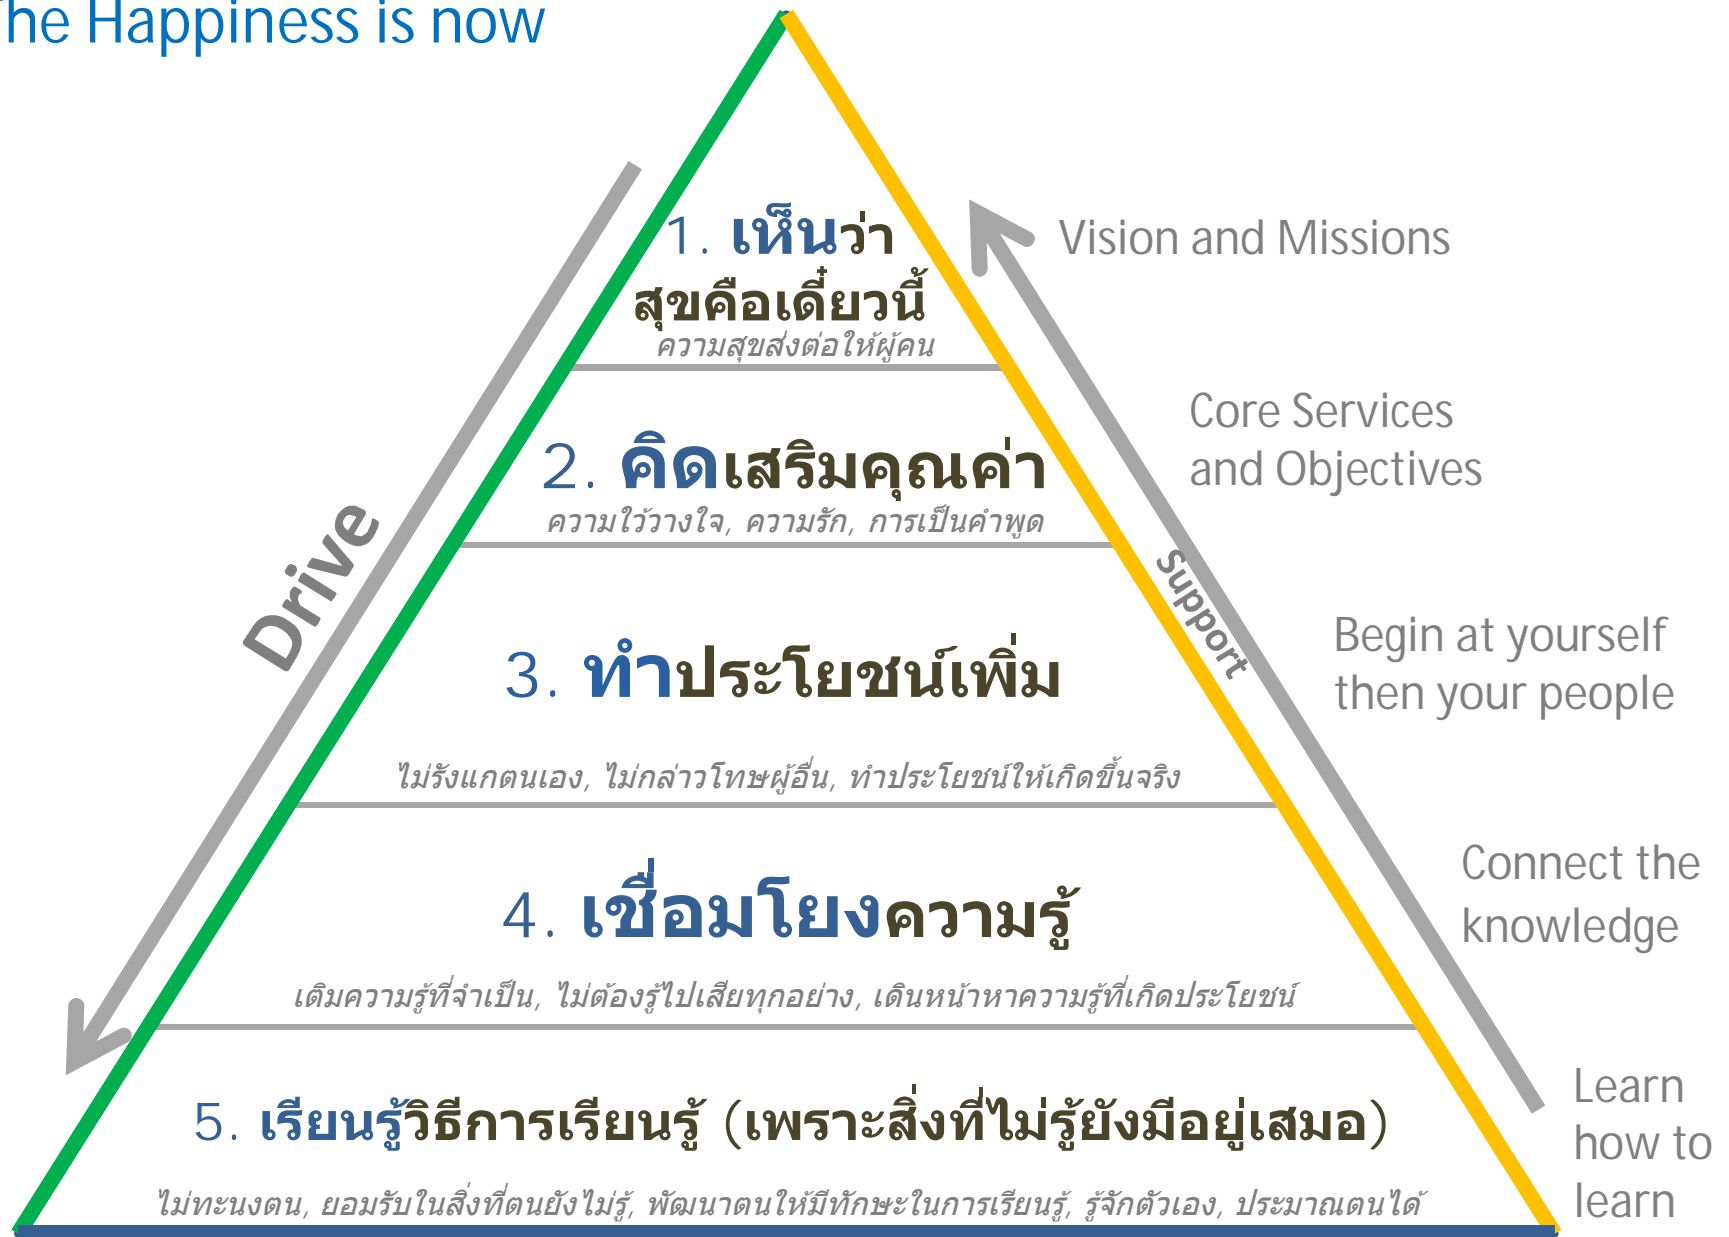 The Happiness is now
1. เห็นว่า
สุขคือเดี๋ยวนี้
ความสุขส่งต่อให้ผู้คน
Vision and Missions
2. คิดเสริมคุณค่า
ความใว้วางใจ, ความรัก, การเป็นคำพูด
Core Services
and Objectives
Drive
Support
3. ทำประโยชน์เพิ่ม
ไม่รังแกตนเอง, ไม่กล่าวโทษผู้อื่น, ทำประโยชน์ให้เกิดขึ้นจริง
Begin at yourself
then your people
4. เชื่อมโยงความรู้
เติมความรู้ที่จำเป็น, ไม่ต้องรู้ไปเสียทุกอย่าง, เดินหน้าหาความรู้ที่เกิดประโยชน์
Connect the
knowledge
5. เรียนรู้วิธีการเรียนรู้ (เพราะสิ่งที่ไม่รู้ยังมีอยู่เสมอ)
ไม่ทะนงตน, ยอมรับในสิ่งที่ตนยังไม่รู้, พัฒนาตนให้มีทักษะในการเรียนรู้, รู้จักตัวเอง, ประมาณตนได้
Learn
how to
learn